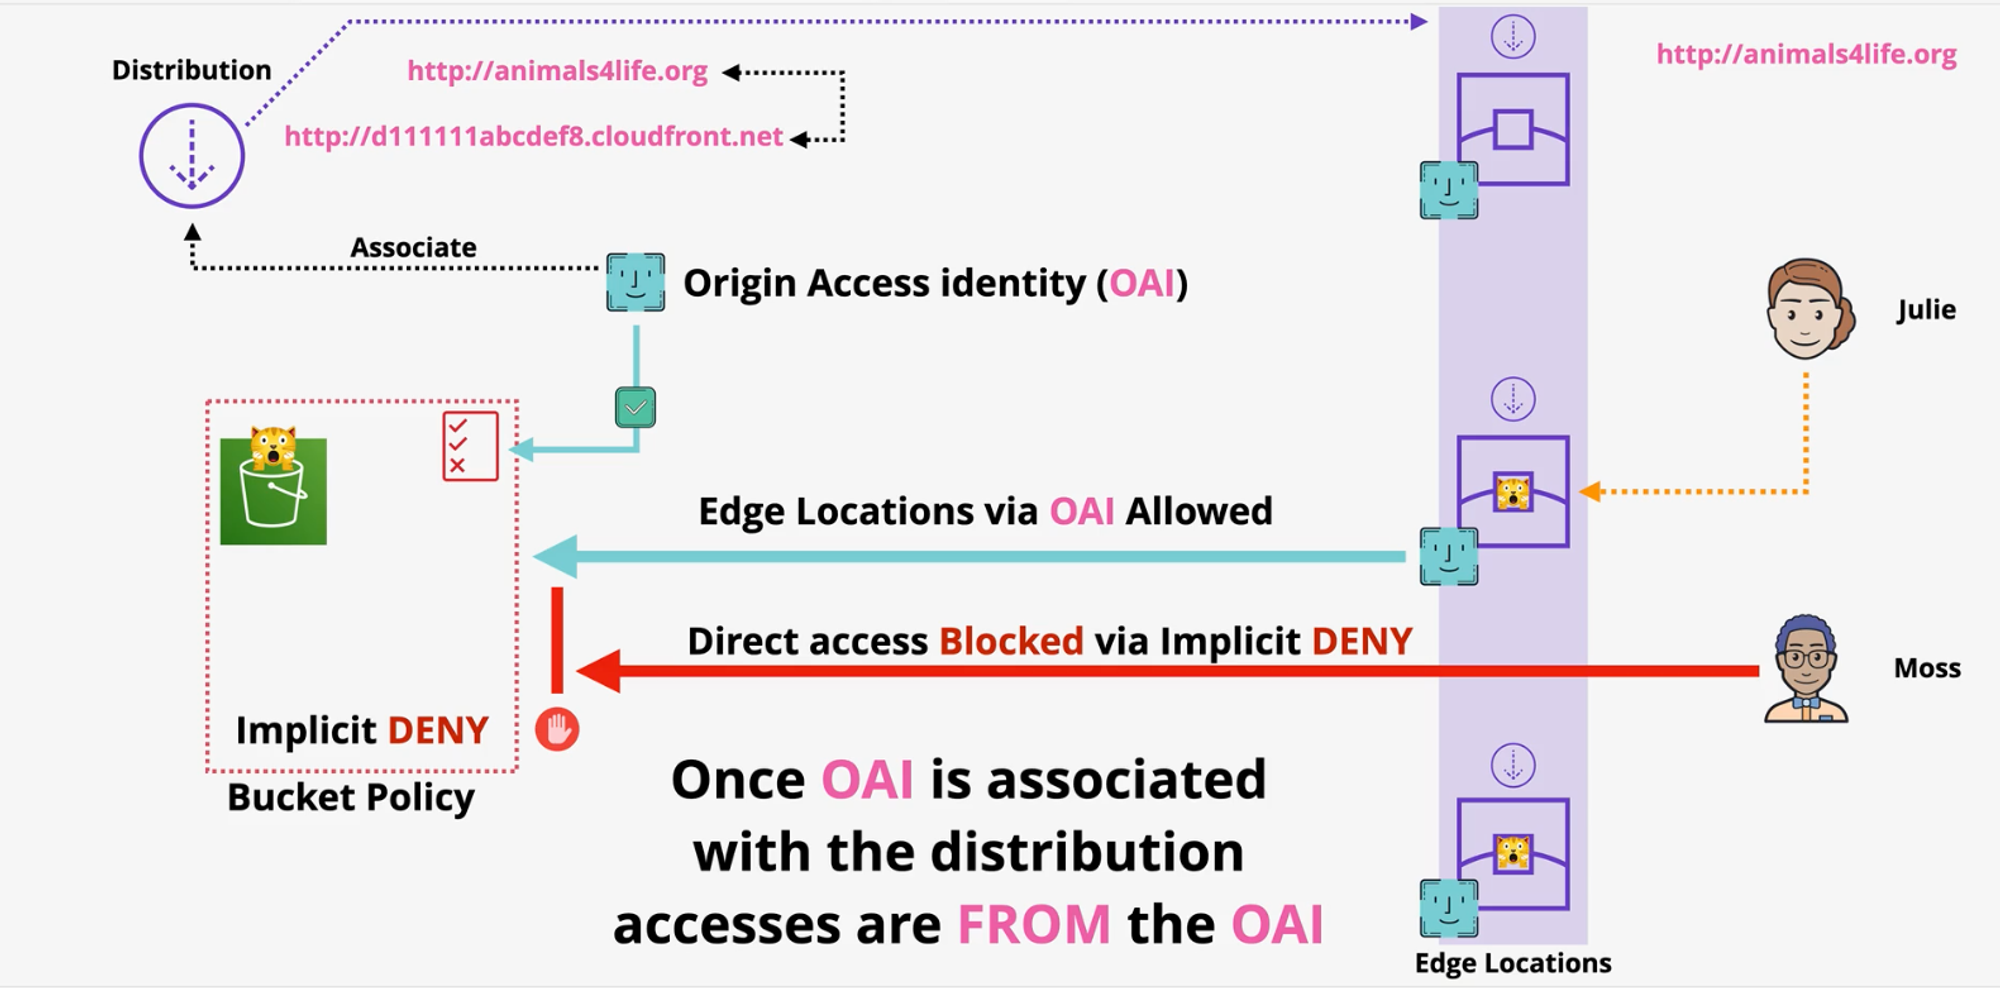 Distribution
http://animals4life.org
http://d111111abcdef8.cloudfront.net
http://animals4life.org
Associate
Origin Access identity (OAI)
Julie
Edge Locations via OAI Allowed
Direct access Blocked via Implicit DENY
Moss
Implicit DENY
Bucket Policy
Once OAI is associated
with the distribution
accesses are FROM the OAI
Edge Locations